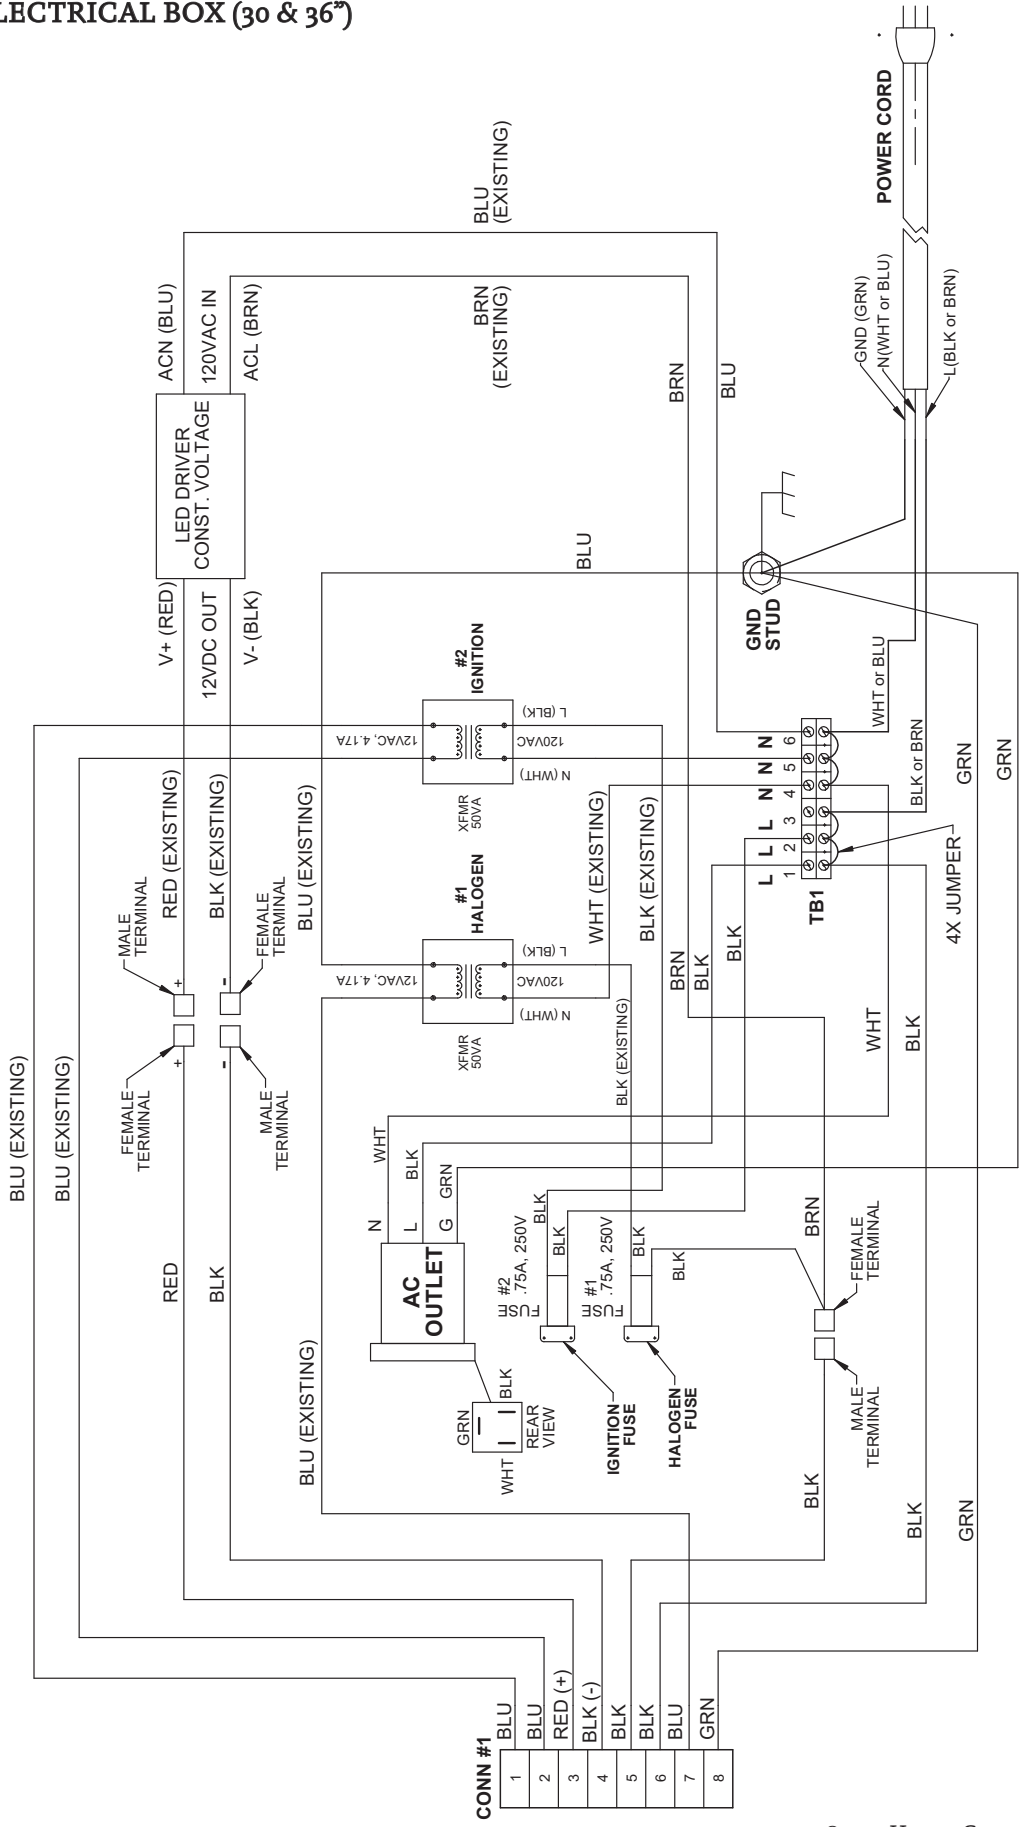 LECTRICAL BOX (30 & 36”)
POWER CORD
BLU
(EXISTING)
BRN
(EXISTING)
ACN (BLU)
120VAC IN
ACL (BRN)
LED DRIVER
CONST. VOLTAGE
V+ (RED)
12VDC OUT
V- (BLK)
GND (GRN)
N(WHT or BLU)
L(BLK or BRN)
BRN
BLU
BLU
GND
STUD
#2
IGNITION
12VAC, 4.17A
L (BLK)
120VAC
N (WHT)
XFMR
50VA
WHT or BLU
BLK or BRN
GRN
GRN
RED (EXISTING)
BLK (EXISTING)
BLU (EXISTING)
#1
HALOGEN
12VAC, 4.17A
L (BLK)
120VAC
N (WHT)
XFMR
50VA
WHT (EXISTING)
BLK (EXISTING)
BLK (EXISTING)
L L L N N N
1 2 3 4 5 6
TB1
4X JUMPER
MALE
TERMINAL
FEMALE
TERMINAL
+
-
+
-
FEMALE
TERMINAL
MALE
TERMINAL
BRN
BLK
BLK
WHT
BLK
BLU (EXISTING)
BLU (EXISTING)
WHT
BLK
GRN
N
L
G
AC
OUTLET
GRN
BLK
WHT
REAR
VIEW
RED
BLK
BLU (EXISTING)
BLK
BLK
FUSE #2
.75A, 250V
BLK
BLK
FUSE #1
.75A, 250V
IGNITION
FUSE
HALOGEN
FUSE
BRN
FEMALE
TERMINAL
MALE
TERMINAL
BLK
BLK
GRN
CONN #1
1 BLU
2 BLU
3 RED (+)
4 BLK (-)
5 BLK
6 BLK
7 BLU
8 GRN